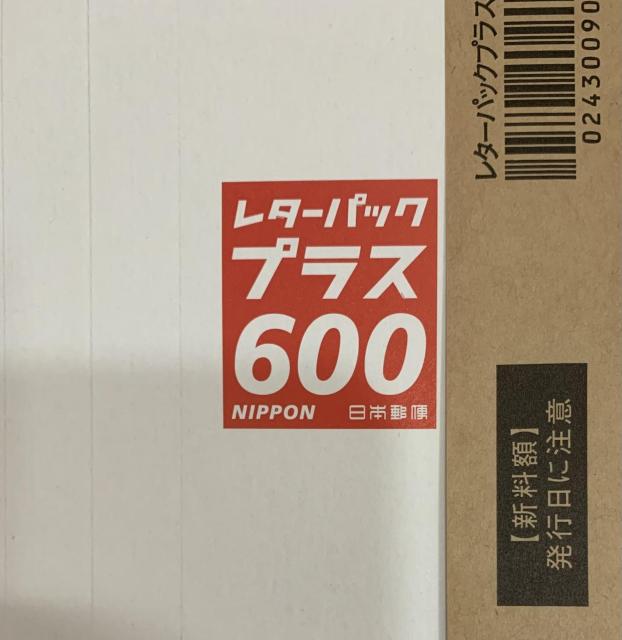 レターパック
プラス
600
NIPPON 日本郵便
レターパックプラス
02430090
【新料額】
発行日に注意